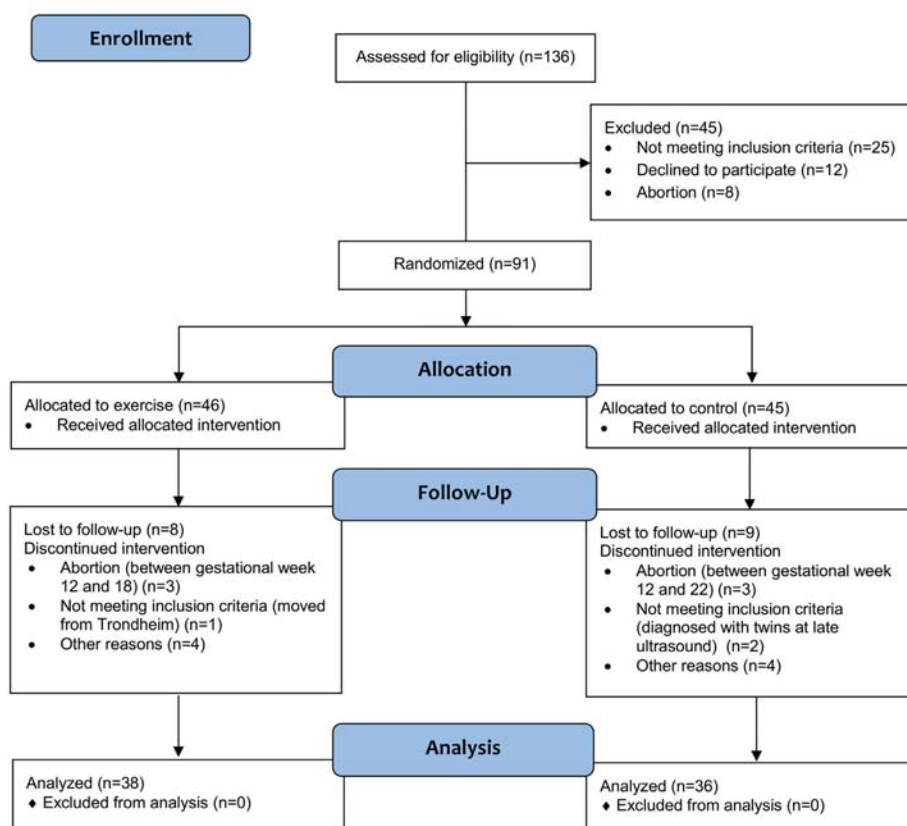 Enrollment
Assessed for eligibility (n=136)
Excluded (n=45)
• Not meeting inclusion criteria (n=25)
• Declined to participate (n=12)
• Abortion (n=8)
Randomized (n=91)
Allocation
Allocated to exercise (n=46)
• Received allocated intervention
Allocated to control (n=45)
• Received allocated intervention
Follow-Up
Lost to follow-up (n=8)
Discontinued intervention
• Abortion (between gestational week
12 and 18) (n=3)
• Not meeting inclusion criteria (moved
from Trondheim) (n=1)
• Other reasons (n=4)
Lost to follow-up (n=9)
Discontinued intervention
• Abortion (between gestational week
12 and 22) (n=3)
• Not meeting inclusion criteria
(diagnosed with twins at late
ultrasound) (n=2)
• Other reasons (n=4)
Analysis
Analyzed (n=38)
♦ Excluded from analysis (n=0)
Analyzed (n=36)
♦ Excluded from analysis (n=0)